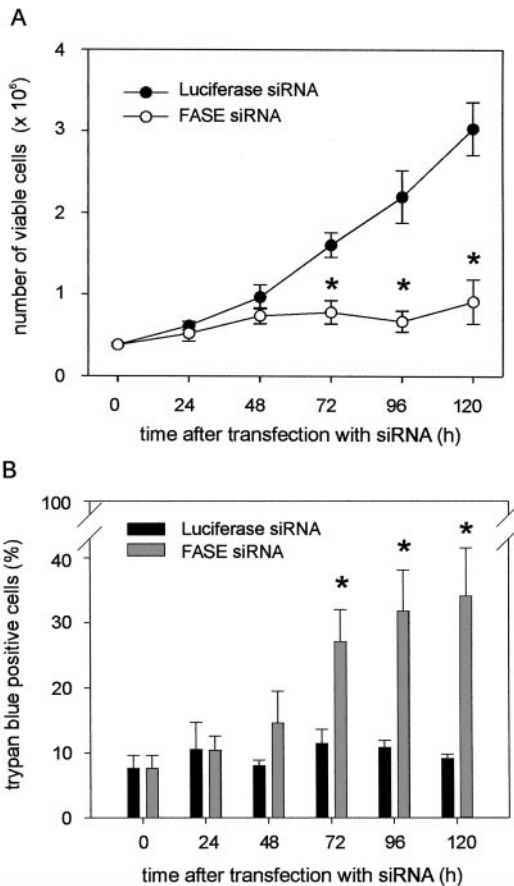 A
number of viable cells (x 10⁶)
4
3
2
1
0
Luciferase siRNA
FASE siRNA
*
*
*
0 24 48 72 96 120
time after transfection with siRNA (h)
B
trypan blue positive cells (%)
100
40
30
20
10
0
Luciferase siRNA
FASE siRNA
*
*
*
0 24 48 72 96 120
time after transfection with siRNA (h)